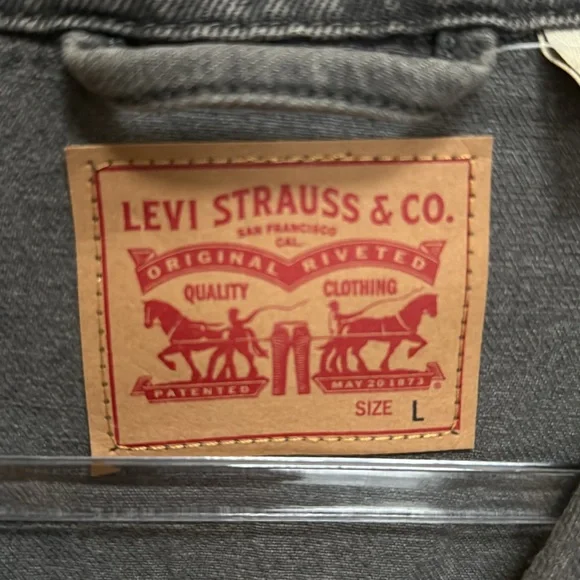 LEVI STRAUSS & CO.
SAN FRANCISCO
CAL.
ORIGINAL RIVETED
QUALITY CLOTHING
PATENTED MAY 20 1873
SIZE L